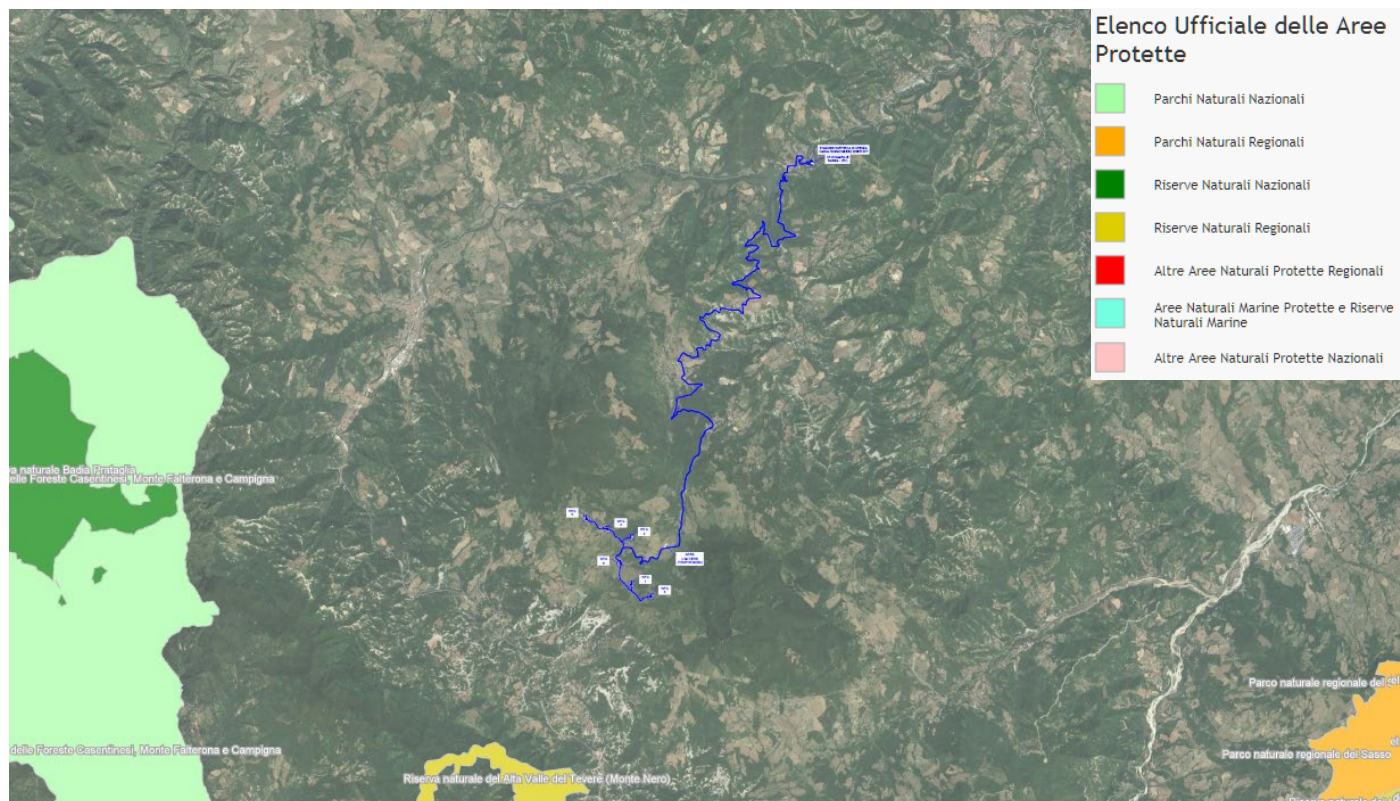 Elenco Ufficiale delle Aree
Protette
Parchi Naturali Nazionali
Parchi Naturali Regionali
Riserve Naturali Nazionali
Riserve Naturali Regionali
Altre Aree Naturali Protette Regionali
Aree Naturali Marine Protette e Riserve
Naturali Marine
Altre Aree Naturali Protette Nazionali
va naturale Badia Prataglia
elle Foreste Casentinesi, Monte Falterona e Campigna
Parco naturale regionale del
delle Foreste Casentinesi, Monte Falterona e Campigna
Parco naturale regionale del Sasso
Riserva naturale del Alta Valle del Tevere (Monte Nero)